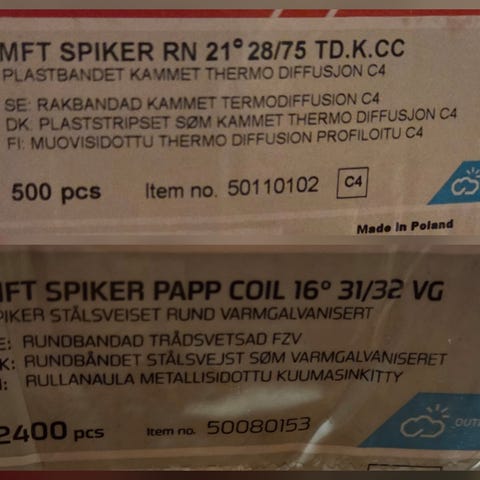 MFT SPIKER RN 21° 28/75 TD.K.CC
PLASTBANDET KAMMET THERMO DIFFUSJON C4
SE: RAKBANDAD KAMMET TERMODIFFUSION C4
DK: PLASTSTRIPSET SØM KAMMET THERMO DIFFUSJON C4
FI: MUOVISIDOTTU THERMO DIFFUSION PROFILOITU C4
500 pcs Item no. 50110102 C4
Made in Poland
MFT SPIKER PAPP COIL 16° 31/32 VG
PIKER STÅLSVEISET RUND VARMGALVANISERT
E: RUNDBANDAD TRÅDSVETSAD FZV
K: RUNDBÅNDET STÅLSVEJST SØM VARMGALVANISERET
I: RULLANAULA METALLISIDOTTU KUUMASINKITTY
2400 pcs Item no. 50080153
OUT